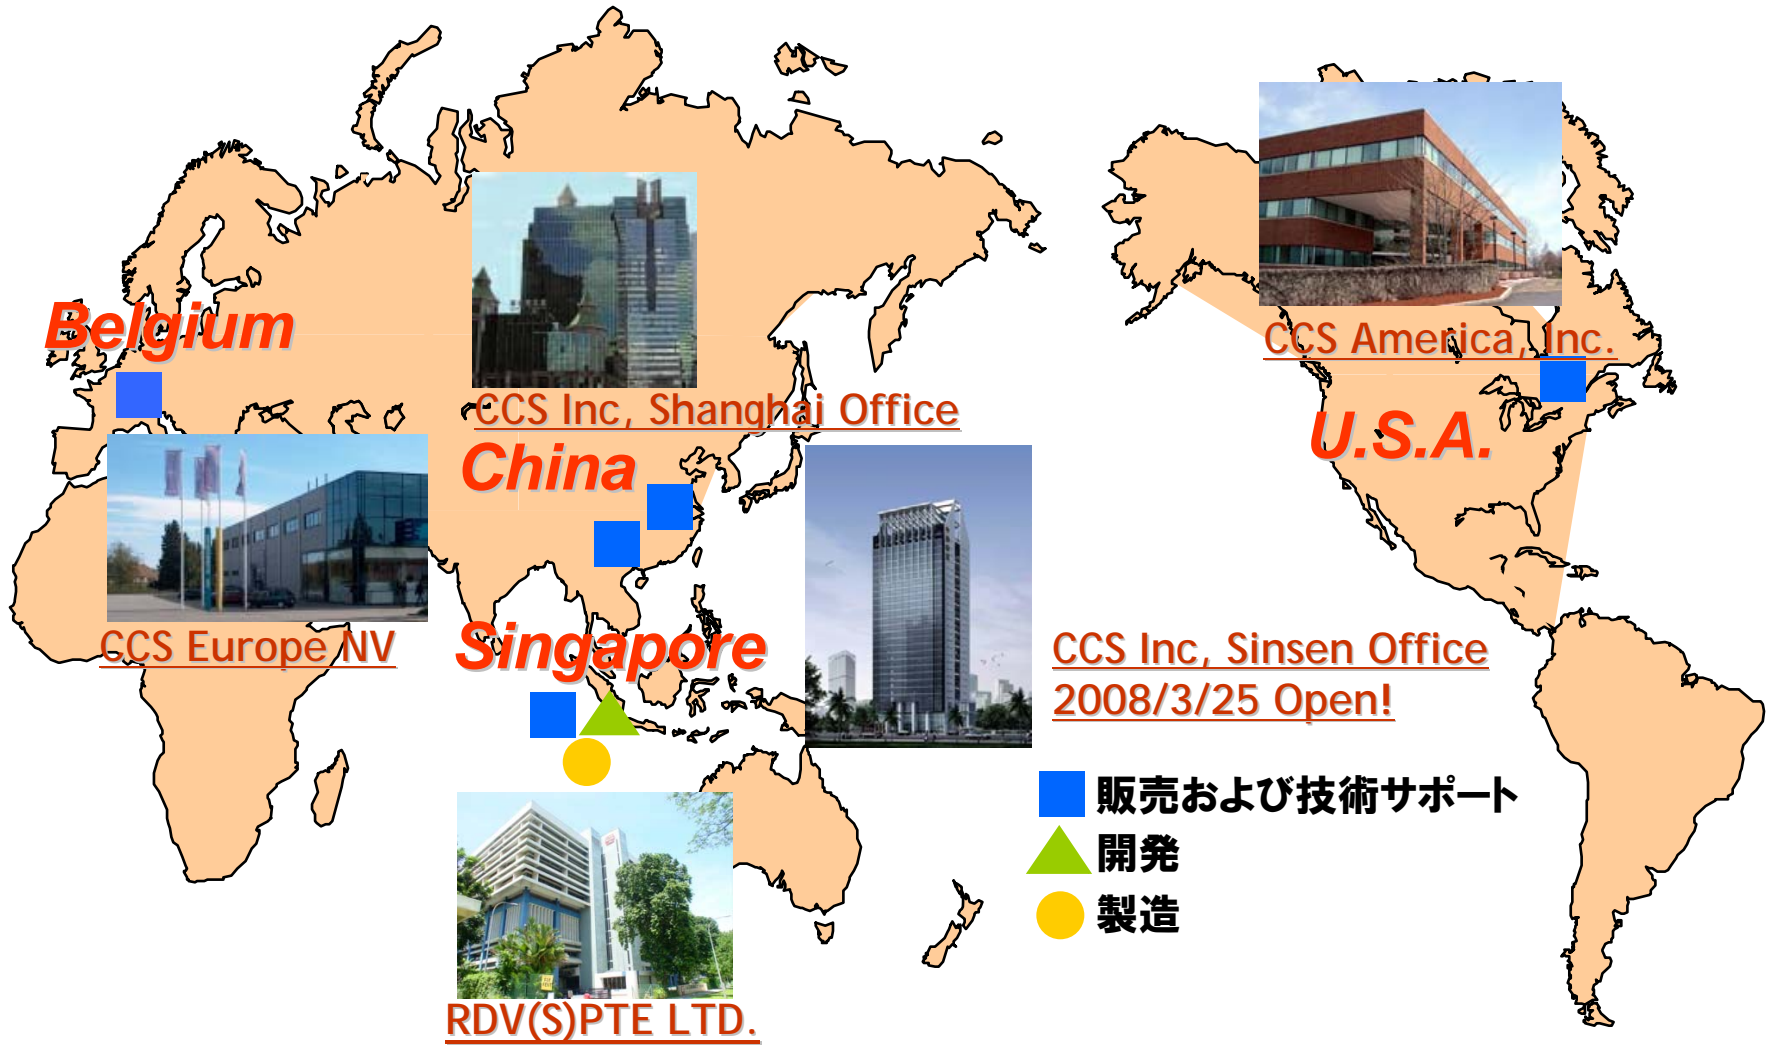 Belgium
CCS Europe NV
CCS Inc, Shanghai Office
China
Singapore
RDV(S)PTE LTD.
CCS America, Inc.
U.S.A.
CCS Inc, Sinsen Office
2008/3/25 Open!
販売および技術サポート
開発
製造